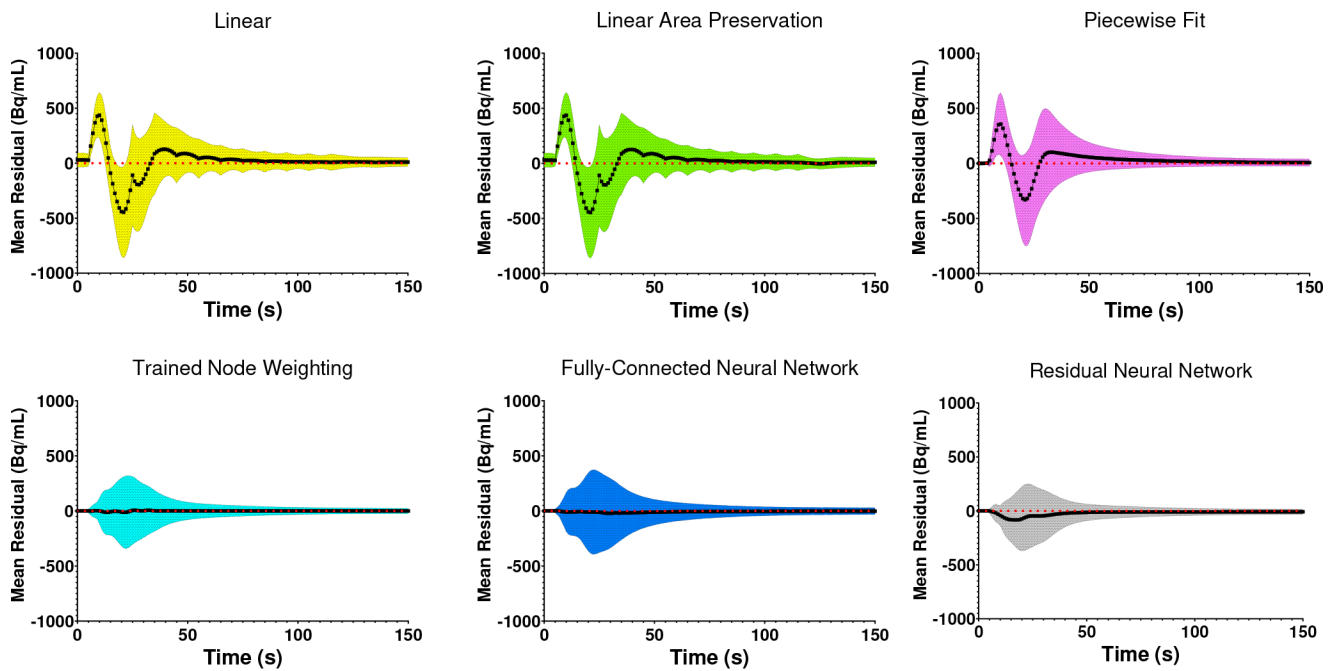 Linear
Mean Residual (Bq/mL)
1000
500
0
-500
-1000
0 50 100 150
Time (s)
Linear Area Preservation
Mean Residual (Bq/mL)
1000
500
0
-500
-1000
0 50 100 150
Time (s)
Piecewise Fit
Mean Residual (Bq/mL)
1000
500
0
-500
-1000
0 50 100 150
Time (s)
Trained Node Weighting
Mean Residual (Bq/mL)
1000
500
0
-500
-1000
0 50 100 150
Time (s)
Fully-Connected Neural Network
Mean Residual (Bq/mL)
1000
500
0
-500
-1000
0 50 100 150
Time (s)
Residual Neural Network
Mean Residual (Bq/mL)
1000
500
0
-500
-1000
0 50 100 150
Time (s)